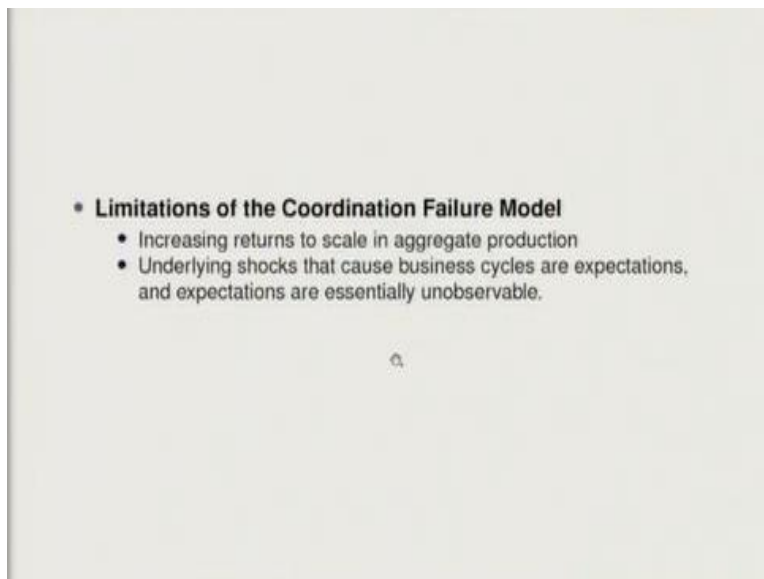 Limitations of the Coordination Failure Model
Increasing returns to scale in aggregate production
Underlying shocks that cause business cycles are expectations,
and expectations are essentially unobservable.